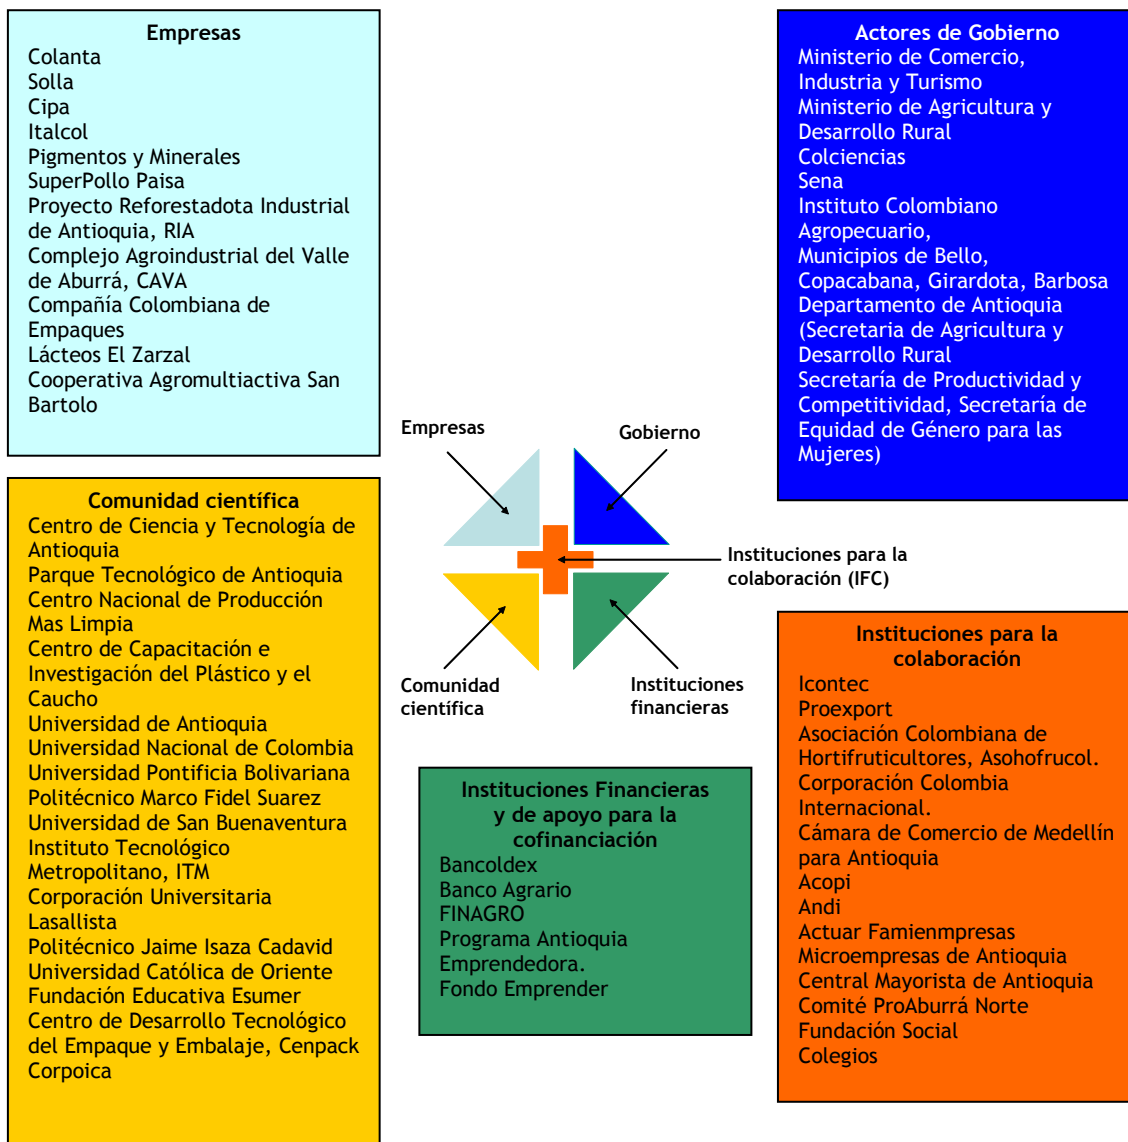 Empresas
Colanta
Solla
Cipa
Italcol
Pigmentos y Minerales
SuperPollo Paisa
Proyecto Reforestadota Industrial
de Antioquia, RIA
Complejo Agroindustrial del Valle
de Aburrá, CAVA
Compañía Colombiana de
Empaques
Lácteos El Zarzal
Cooperativa Agromultiactiva San
Bartolo
Actores de Gobierno
Ministerio de Comercio,
Industria y Turismo
Ministerio de Agricultura y
Desarrollo Rural
Colciencias
Sena
Instituto Colombiano
Agropecuario,
Municipios de Bello,
Copacabana, Girardota, Barbosa
Departamento de Antioquia
(Secretaria de Agricultura y
Desarrollo Rural
Secretaría de Productividad y
Competitividad, Secretaría de
Equidad de Género para las
Mujeres)
Empresas
Gobierno
Instituciones para la
colaboración (IFC)
Comunidad
científica
Instituciones
financieras
Comunidad científica
Centro de Ciencia y Tecnología de
Antioquia
Parque Tecnológico de Antioquia
Centro Nacional de Producción
Mas Limpia
Centro de Capacitación e
Investigación del Plástico y el
Caucho
Universidad de Antioquia
Universidad Nacional de Colombia
Universidad Pontificia Bolivariana
Politécnico Marco Fidel Suarez
Universidad de San Buenaventura
Instituto Tecnológico
Metropolitano, ITM
Corporación Universitaria
Lasallista
Politécnico Jaime Isaza Cadavid
Universidad Católica de Oriente
Fundación Educativa Esumer
Centro de Desarrollo Tecnológico
del Empaque y Embalaje, Cenpack
Corpoica
Instituciones Financieras
y de apoyo para la
cofinanciación
Bancoldex
Banco Agrario
FINAGRO
Programa Antioquia
Emprendedora.
Fondo Emprender
Instituciones para la
colaboración
Icontec
Proexport
Asociación Colombiana de
Hortifruticultores, Asohofrucol.
Corporación Colombia
Internacional.
Cámara de Comercio de Medellín
para Antioquia
Acopi
Andi
Actuar Famienmpresas
Microempresas de Antioquia
Central Mayorista de Antioquia
Comité ProAburrá Norte
Fundación Social
Colegios